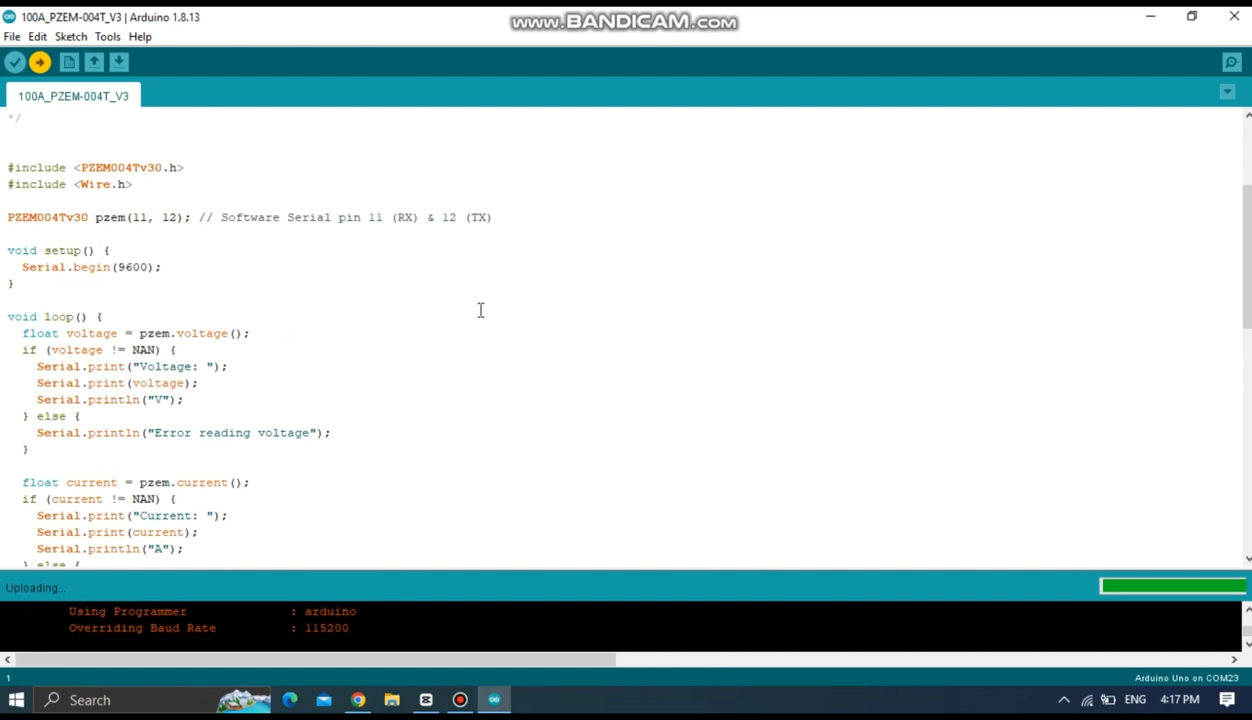 100A_PZEM-004T_V3 | Arduino 1.8.13
www.BANDICAM.com
File Edit Sketch Tools Help
100A_PZEM-004T_V3
*/
#include <PZEM004Tv30.h>
#include <Wire.h>
PZEM004Tv30 pzem(11, 12); // Software Serial pin 11 (RX) & 12 (TX)
void setup() {
Serial.begin(9600);
}
void loop() {
float voltage = pzem.voltage();
if (voltage != NAN) {
Serial.print("Voltage: ");
Serial.print(voltage);
Serial.println("V");
} else {
Serial.println("Error reading voltage");
}
float current = pzem.current();
if (current != NAN) {
Serial.print("Current: ");
Serial.print(current);
Serial.println("A");
} else {
Uploading...
Using Programmer : arduino
Overriding Baud Rate : 115200
1
Arduino Uno on COM23
Search
ENG
4:17 PM